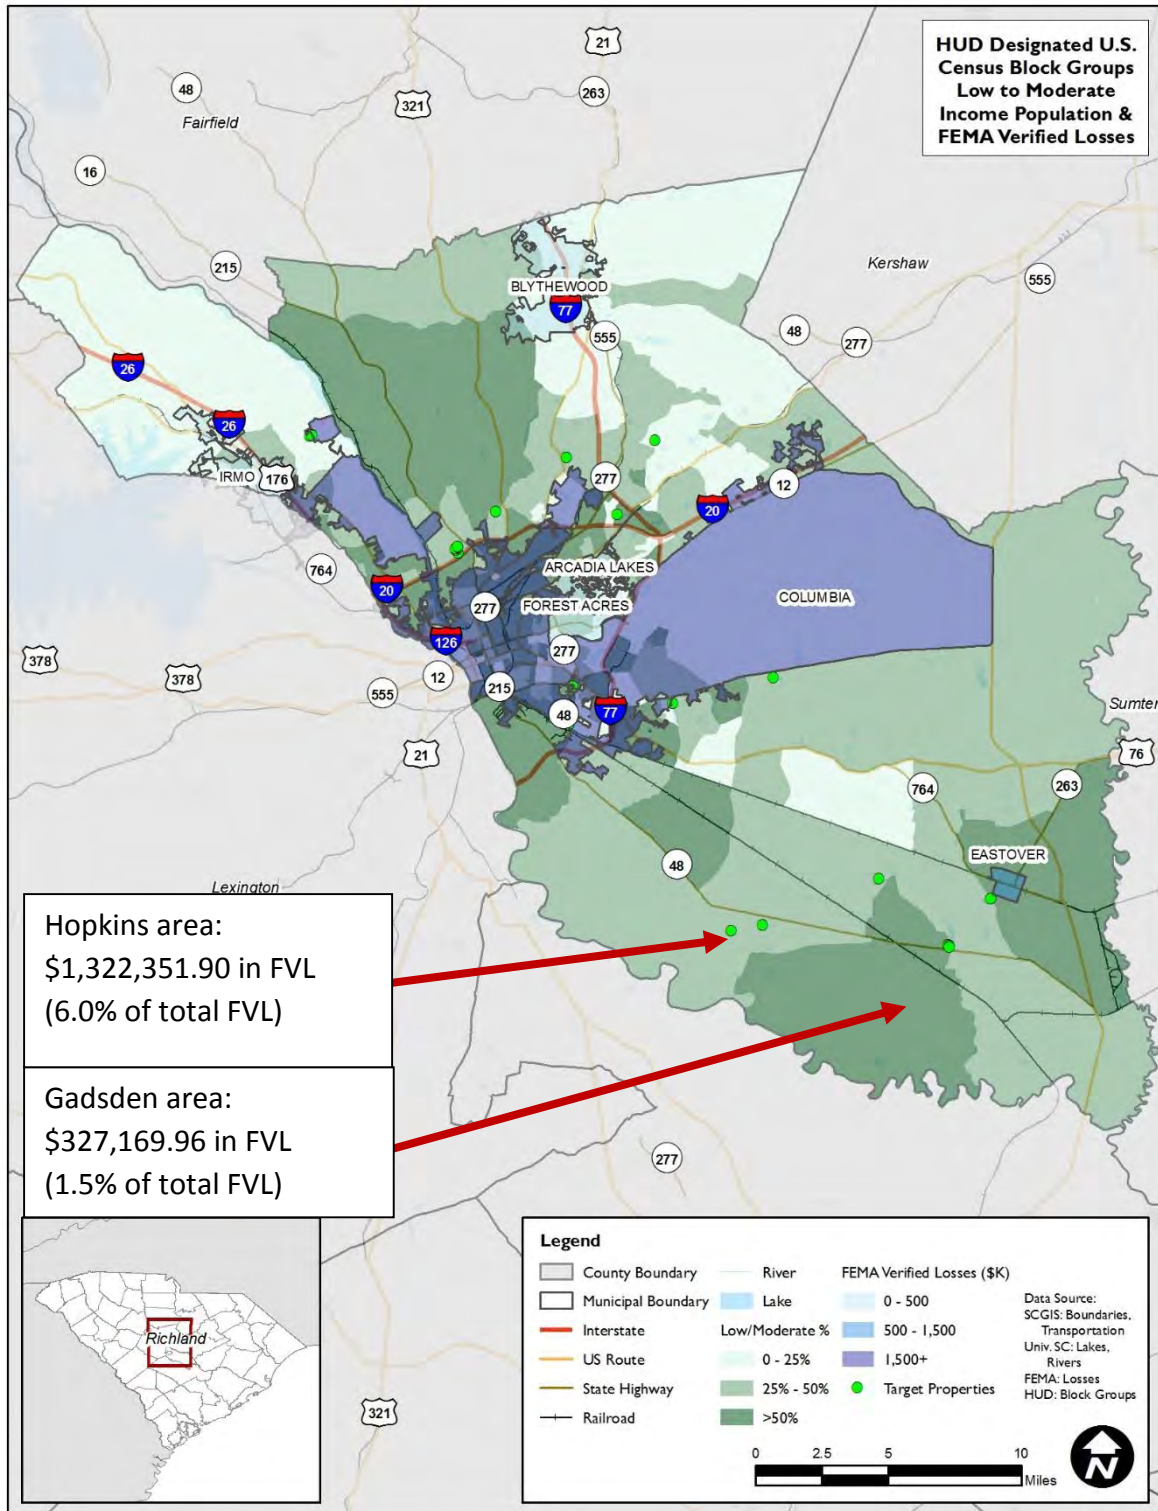 HUD Designated U.S.
Census Block Groups
Low to Moderate
Income Population &
FEMA Verified Losses
21
48
263
321
Fairfield
16
215
Kershaw
555
BLYTHEWOOD
77
555
48
277
26
26
IRMO
176
277
12
20
ARCADIA LAKES
764
20
FOREST ACRES
COLUMBIA
277
126
277
378
378
12
555
215
48
77
Sumter
21
76
764
263
EASTOVER
48
Lexington
Hopkins area:
$1,322,351.90 in FVL
(6.0% of total FVL)
Gadsden area:
$327,169.96 in FVL
(1.5% of total FVL)
277
321
Richland
Legend
County Boundary
Municipal Boundary
Interstate
US Route
State Highway
Railroad
River
Lake
Low/Moderate %
0 - 25%
25% - 50%
>50%
FEMA Verified Losses ($K)
0 - 500
500 - 1,500
1,500+
Target Properties
Data Source:
SCGIS: Boundaries,
Transportation
Univ. SC: Lakes,
Rivers
FEMA: Losses
HUD: Block Groups
0 2.5 5 10
Miles
N